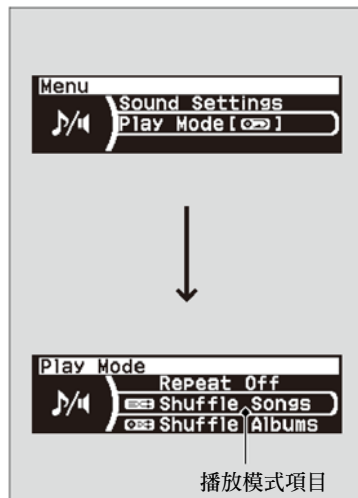 Menu
Sound Settings
Play Mode[ ]
Play Mode
Repeat Off
Shuffle Songs
Shuffle Albums
播放模式項目